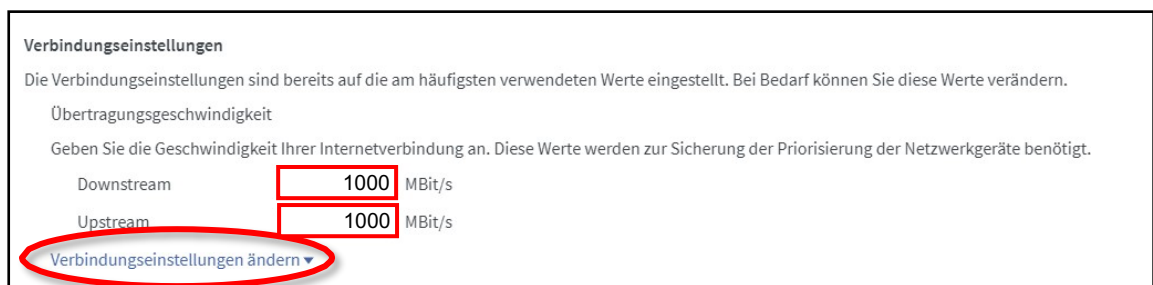 Verbindungseinstellungen
Die Verbindungseinstellungen sind bereits auf die am häufigsten verwendeten Werte eingestellt. Bei Bedarf können Sie diese Werte verändern.
Übertragungsgeschwindigkeit
Geben Sie die Geschwindigkeit Ihrer Internetverbindung an. Diese Werte werden zur Sicherung der Priorisierung der Netzwerkgeräte benötigt.
Downstream 1000 MBit/s
Upstream 1000 MBit/s
Verbindungseinstellungen ändern